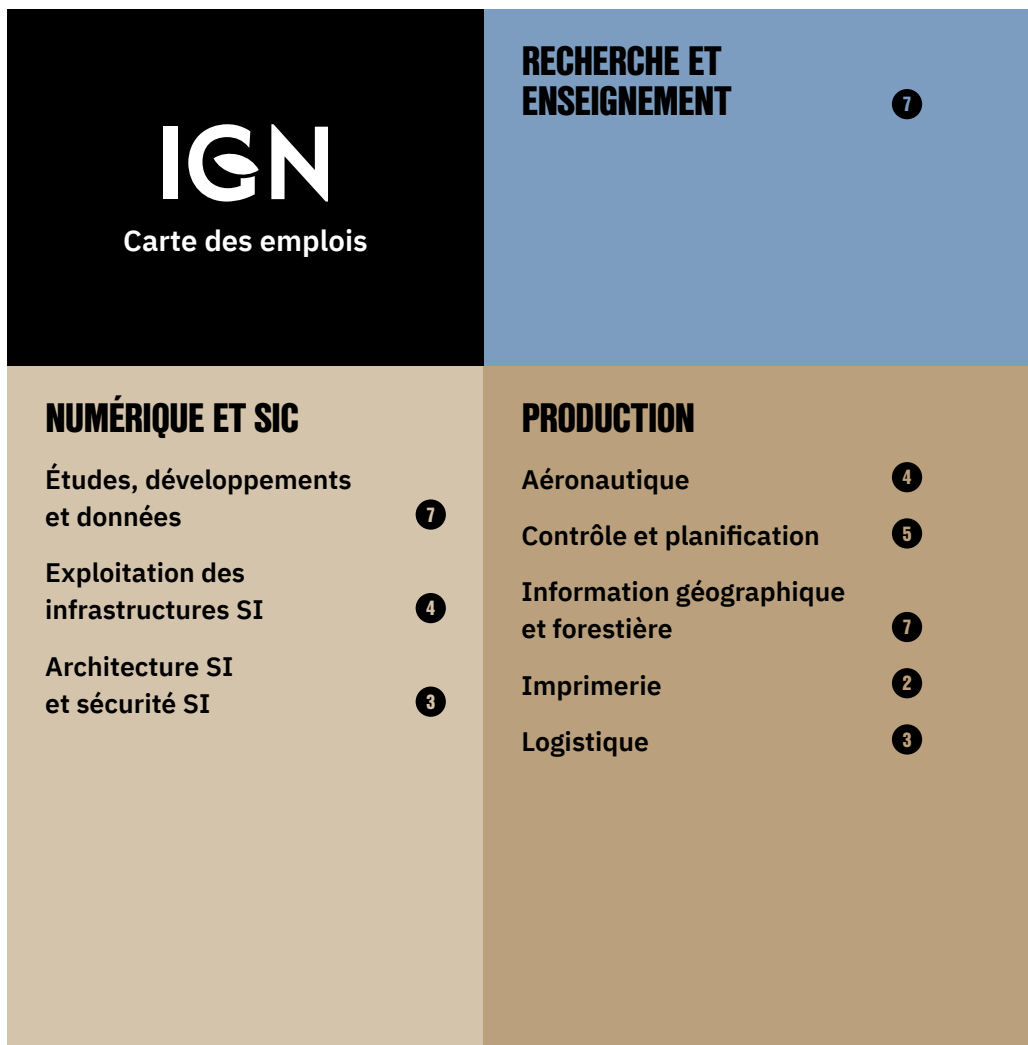 IGN
Carte des emplois
RECHERCHE ET
ENSEIGNEMENT 7
NUMÉRIQUE ET SIC
Études, développements
et données 7
Exploitation des
infrastructures SI 4
Architecture SI
et sécurité SI 3
PRODUCTION
Aéronautique 4
Contrôle et planification 5
Information géographique
et forestière 7
Imprimerie 2
Logistique 3